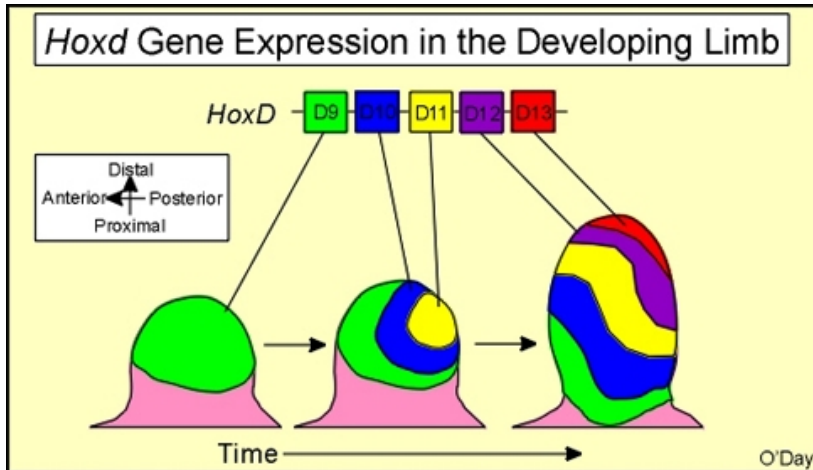 Hoxd Gene Expression in the Developing Limb
HoxD D9 D10 D11 D12 D13
Distal
Anterior Posterior
Proximal
Time
O'Day